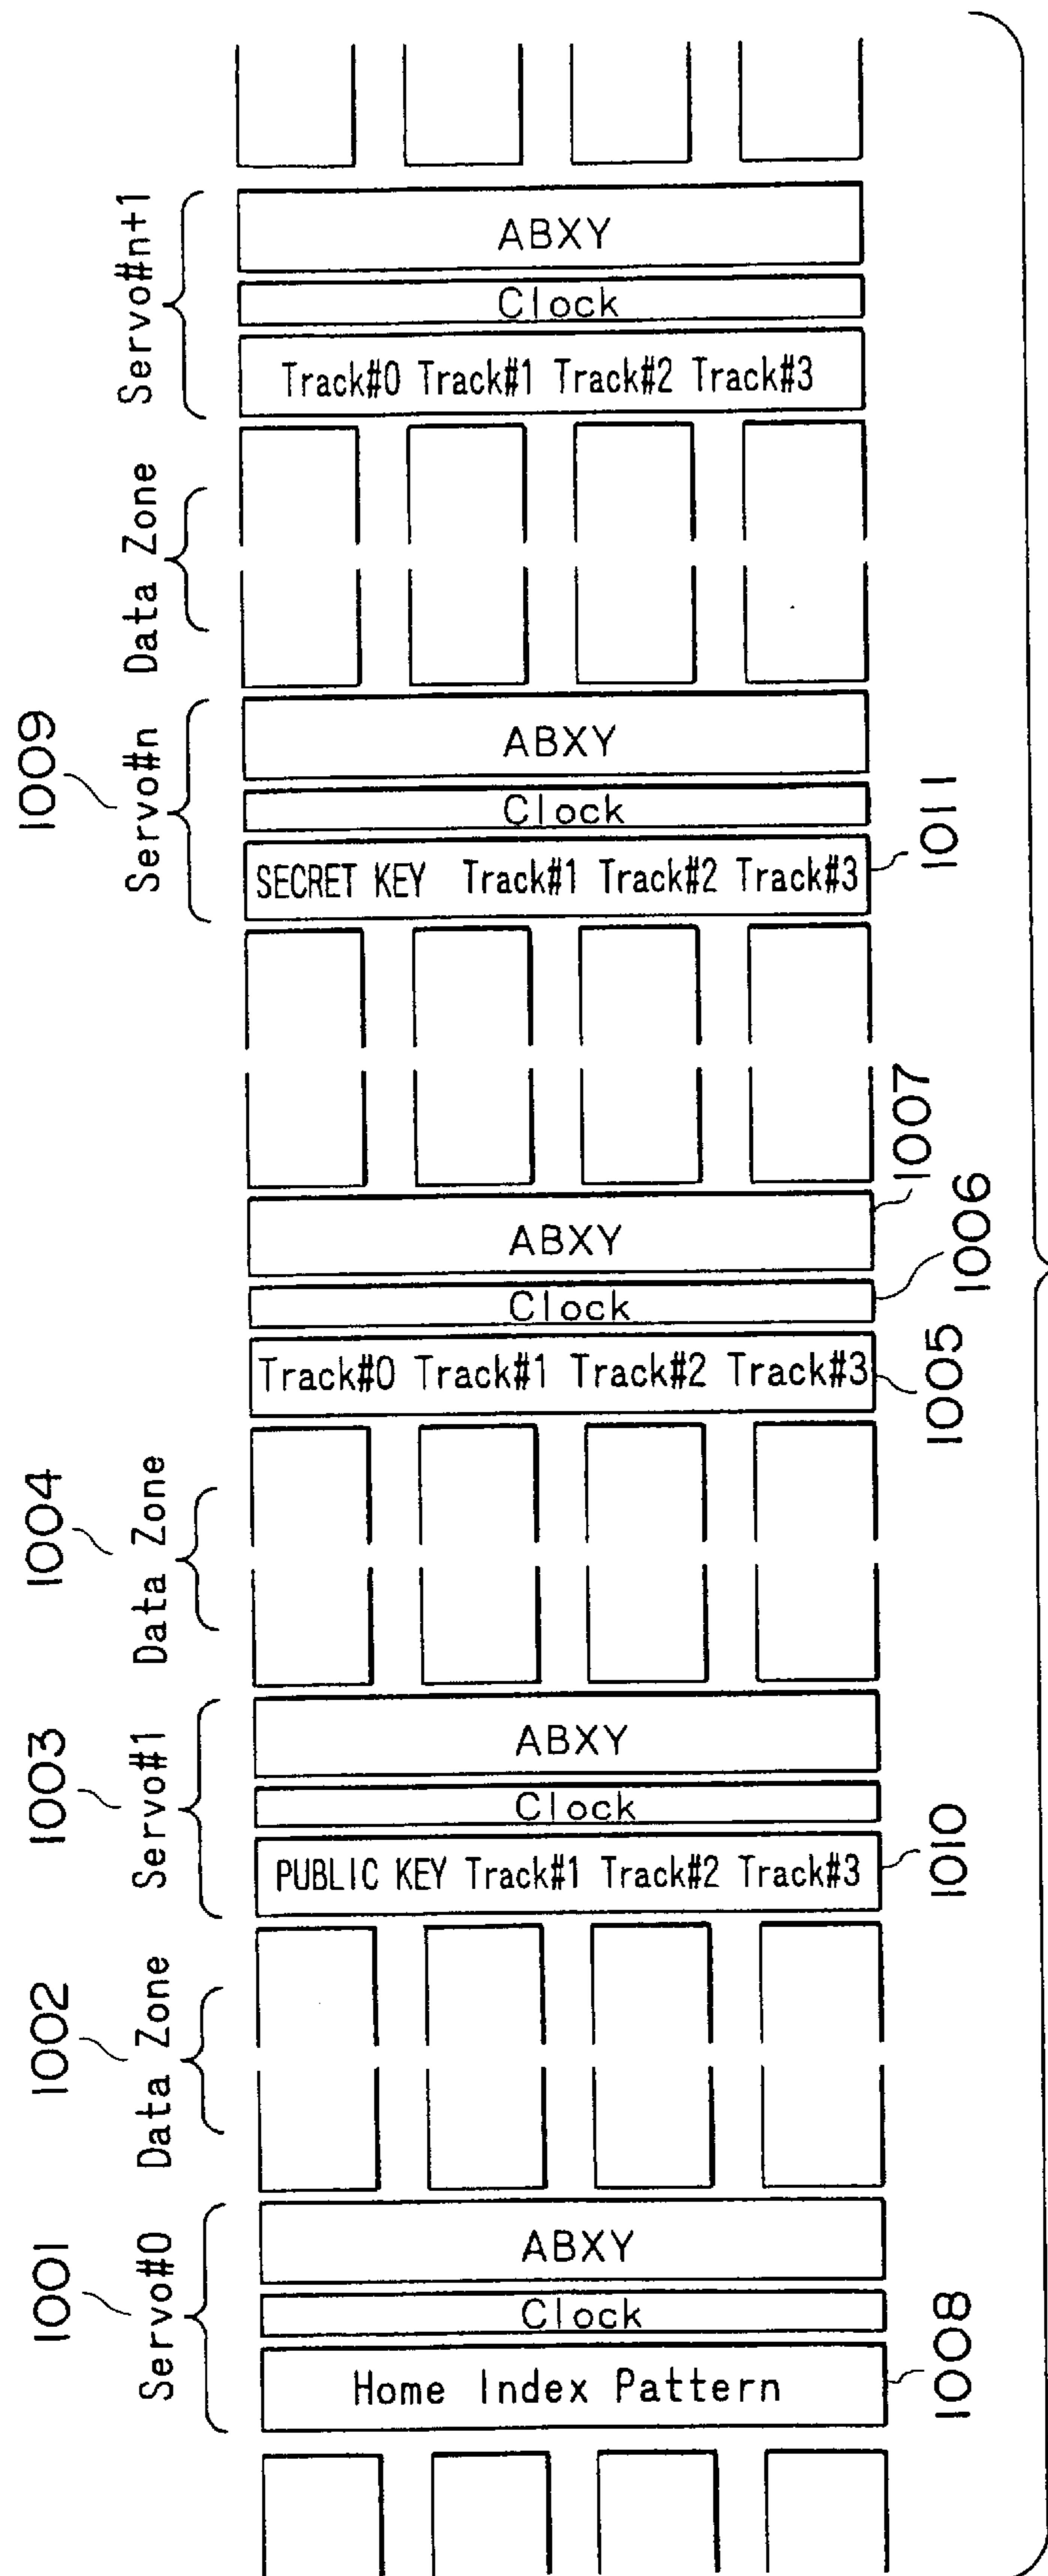 Servo#n+1
ABXY
Clock
Track#0 Track#1 Track#2 Track#3
Data Zone
1009
Servo#n
ABXY
Clock
SECRET KEY Track#1 Track#2 Track#3
1011
ABXY
1007
Clock
1006
Track#0 Track#1 Track#2 Track#3
1005
1004
Data Zone
1003
Servo#1
ABXY
Clock
PUBLIC KEY Track#1 Track#2 Track#3
1010
1002
Data Zone
1001
Servo#0
ABXY
Clock
Home Index Pattern
1008